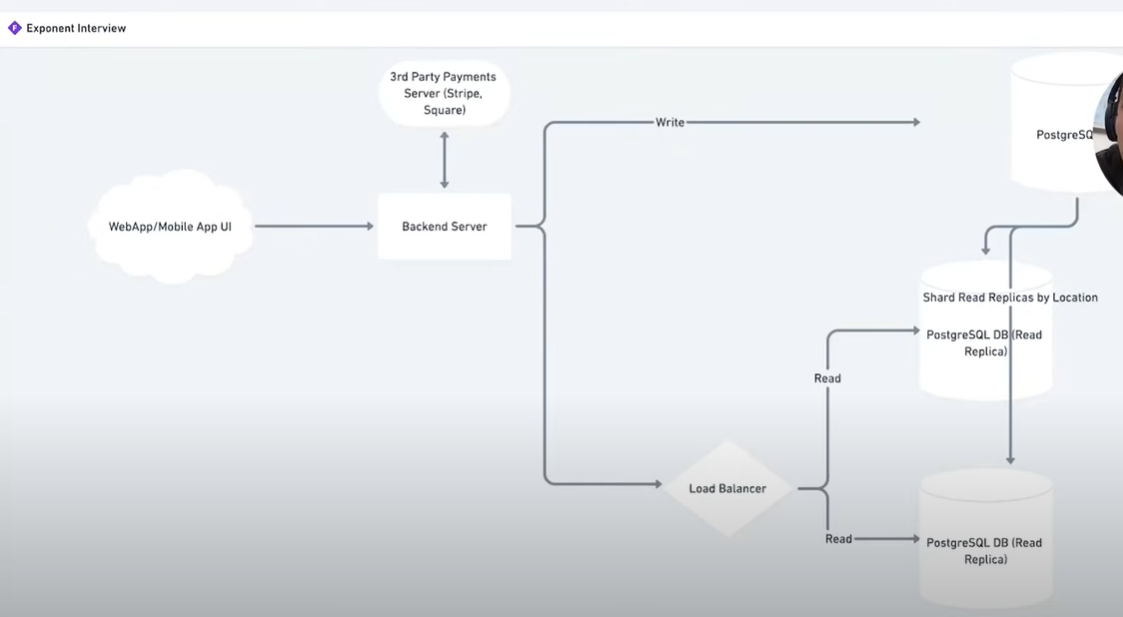 Exponent Interview
3rd Party Payments
Server (Stripe,
Square)
Write
WebApp/Mobile App UI
Backend Server
Shard Read Replicas by Location
PostgreSQL DB (Read
Replica)
Read
Load Balancer
Read
PostgreSQL DB (Read
Replica)